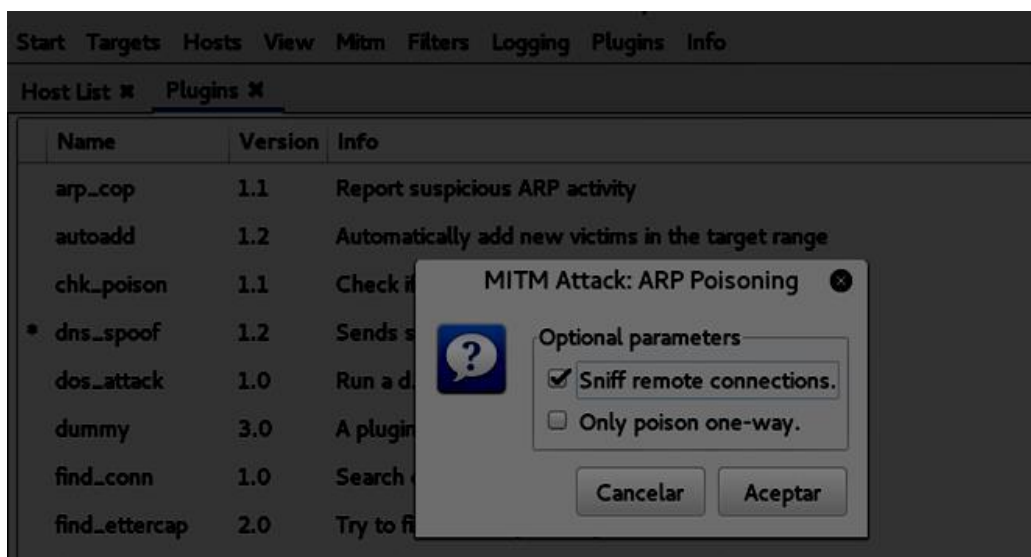 Start Targets Hosts View Mitm Filters Logging Plugins Info
Host List Plugins
Name Version Info
arp_cop 1.1 Report suspicious ARP activity
autoadd 1.2 Automatically add new victims in the target range
chk_poison 1.1 Check if
* dns_spoof 1.2 Sends s
dos_attack 1.0 Run a d.
dummy 3.0 A plugin
find_conn 1.0 Search
find_ettercap 2.0 Try to fi
MITM Attack: ARP Poisoning
Optional parameters
Sniff remote connections.
Only poison one-way.
Cancelar Aceptar